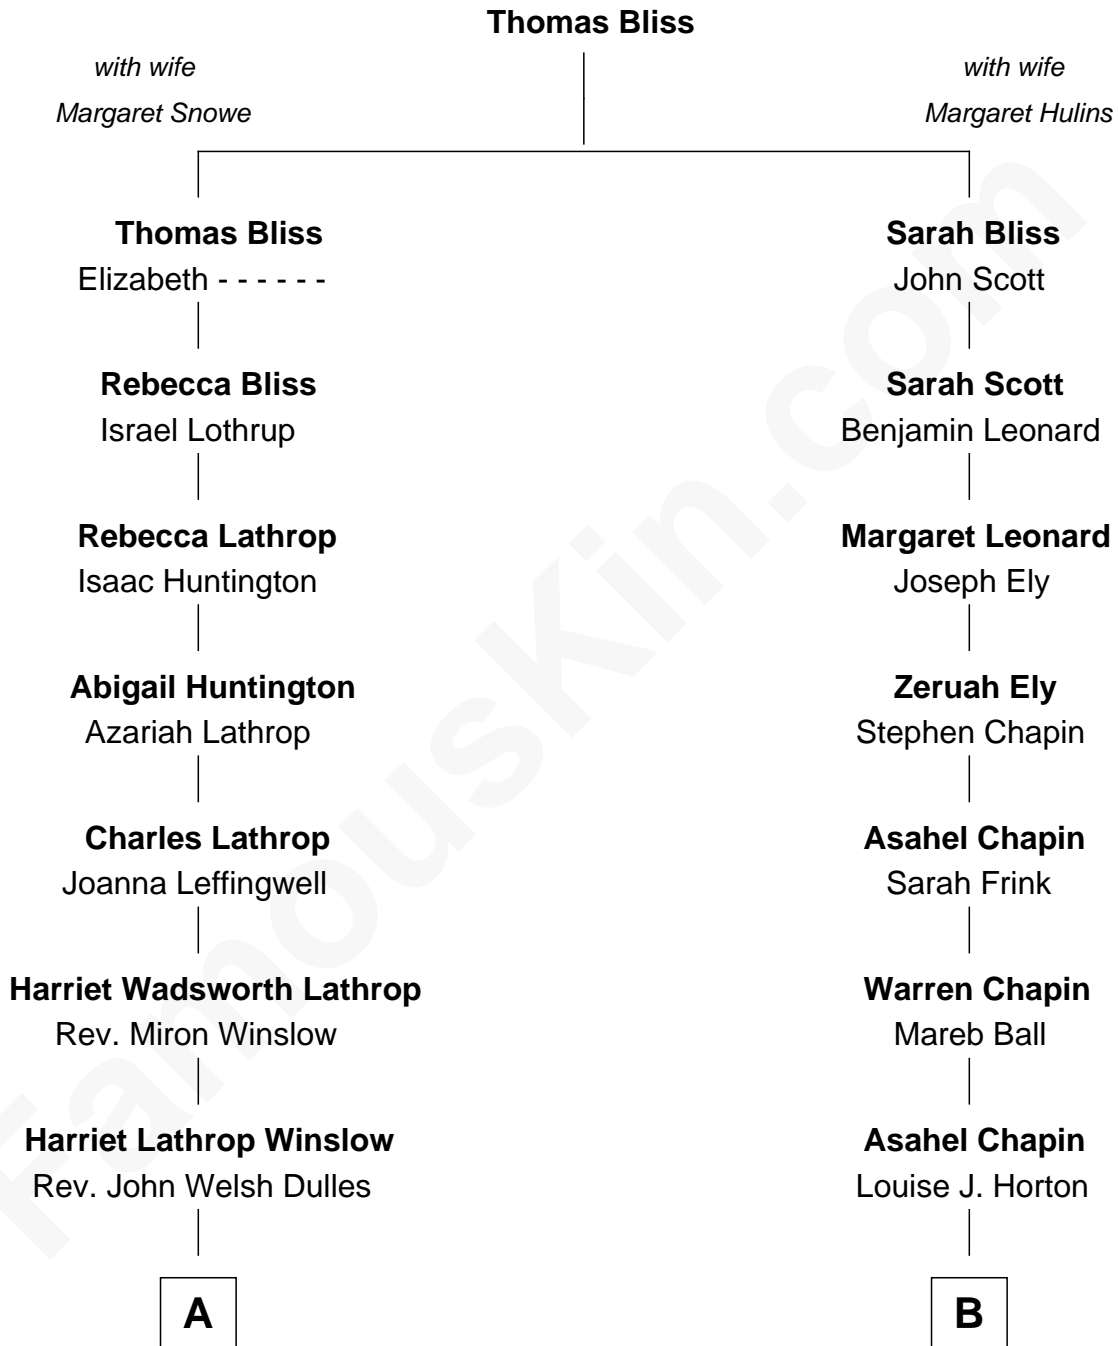 Thomas Bliss
with wife
Margaret Snowe
with wife
Margaret Hulins
Thomas Bliss
Elizabeth - - - - - -
Rebecca Bliss
Israel Lothrup
Rebecca Lathrop
Isaac Huntington
Abigail Huntington
Azariah Lathrop
Charles Lathrop
Joanna Leffingwell
Harriet Wadsworth Lathrop
Rev. Miron Winslow
Harriet Lathrop Winslow
Rev. John Welsh Dulles
A
Sarah Bliss
John Scott
Sarah Scott
Benjamin Leonard
Margaret Leonard
Joseph Ely
Zeruah Ely
Stephen Chapin
Asahel Chapin
Sarah Frink
Warren Chapin
Mareb Ball
Asahel Chapin
Louise J. Horton
B
FamousKin.com